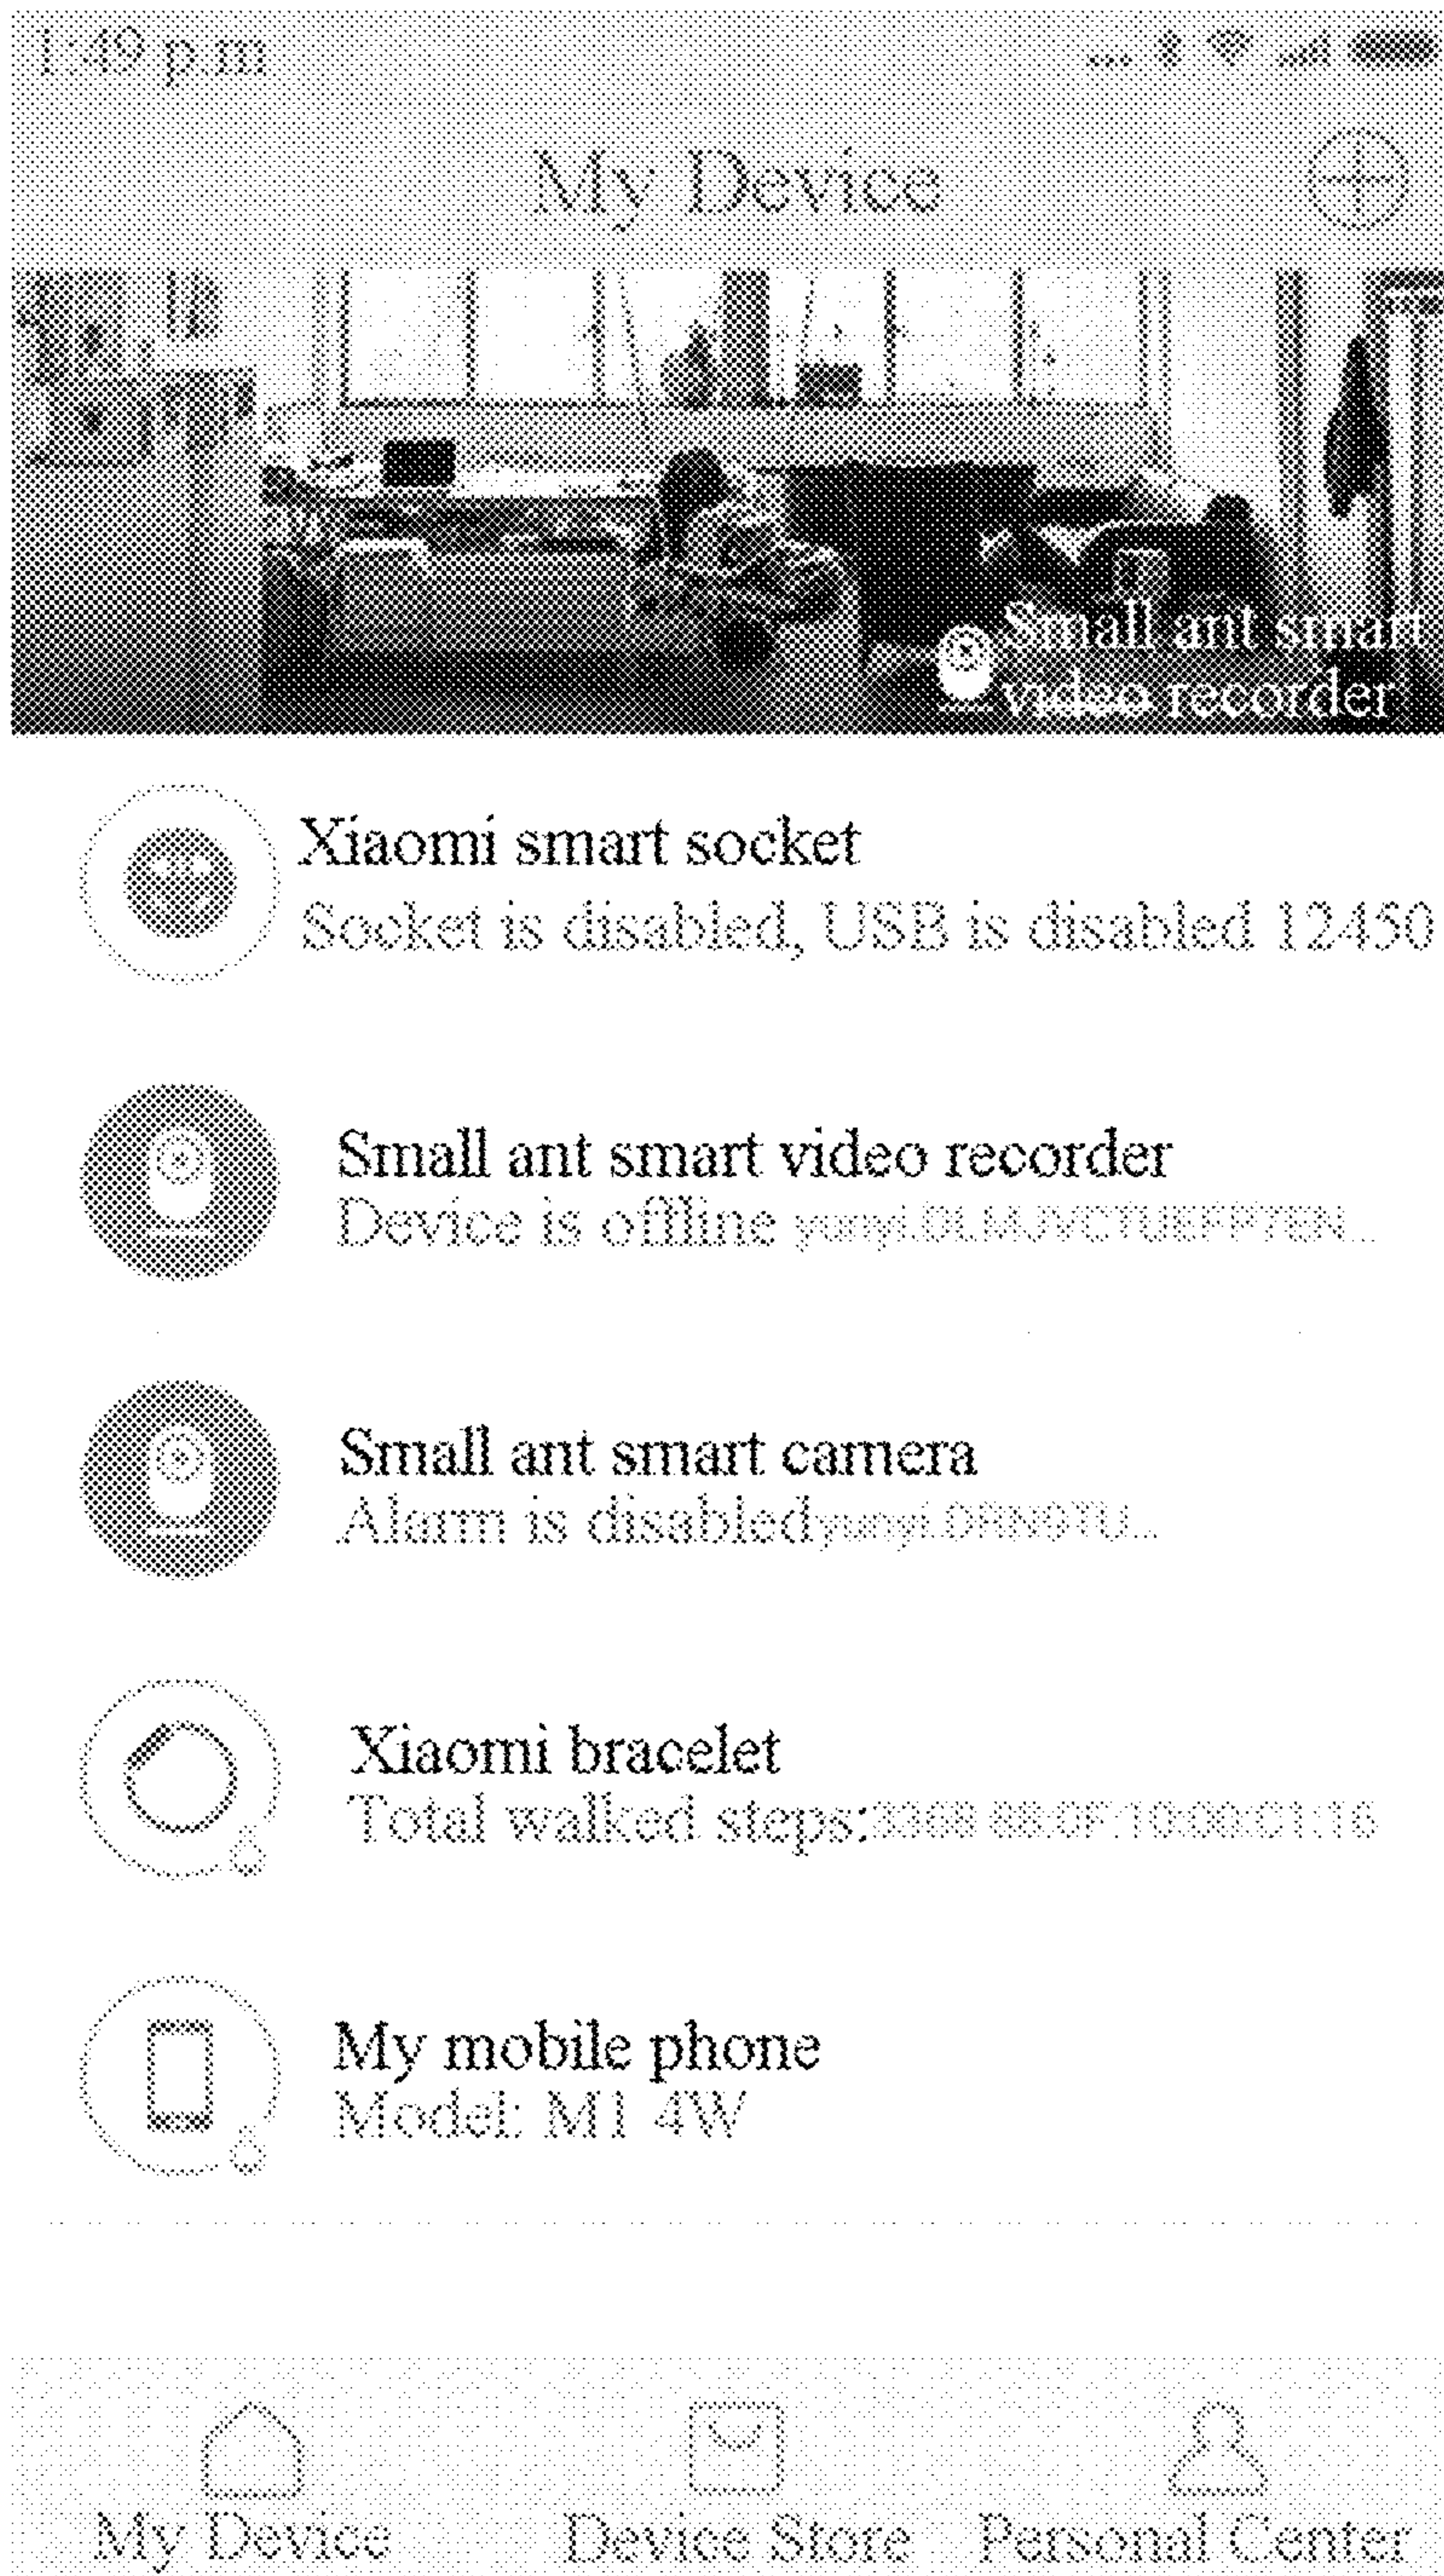 1:49 p.m
My Device
Small ant smart
video recorder
Xiaomi smart socket
Socket is disabled, USB is disabled 12450
Small ant smart video recorder
Device is offline
Small ant smart camera
Alarm is disabled
Xiaomi bracelet
Total walked steps:
My mobile phone
Model: M1 4W
My Device
Device Store
Personal Center